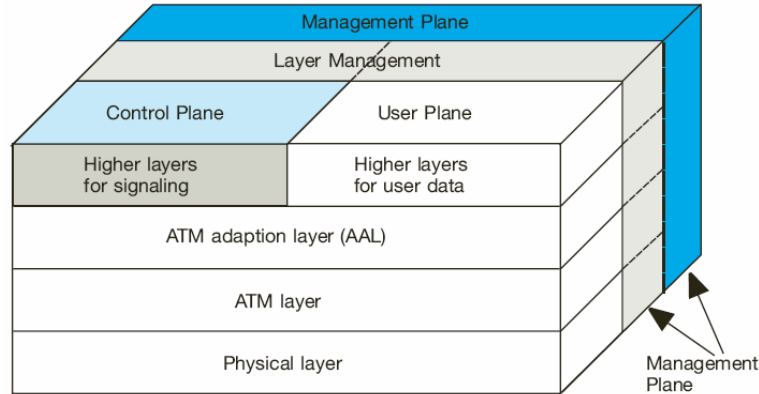 Management Plane
Layer Management
Control Plane
User Plane
Higher layers
for signaling
Higher layers
for user data
ATM adaption layer (AAL)
ATM layer
Physical layer
Management
Plane